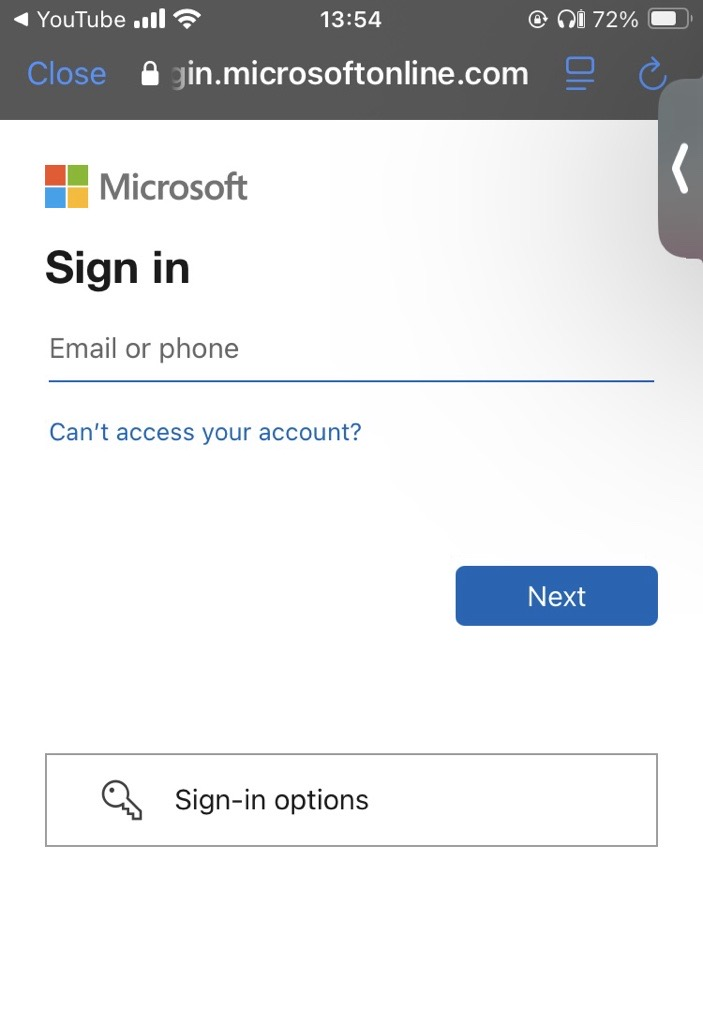 YouTube 13:54 72%
Close gin.microsoftonline.com
Microsoft
Sign in
Email or phone
Can't access your account?
Next
Sign-in options